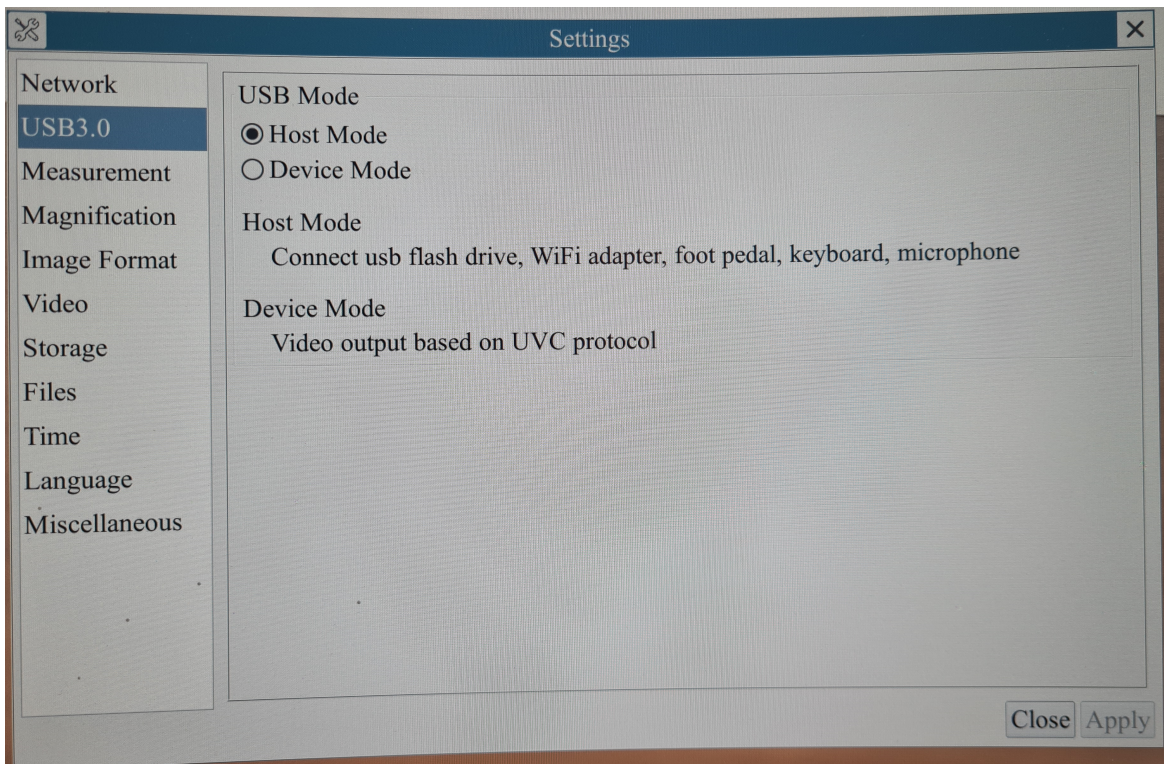 Settings
Network
USB3.0
Measurement
Magnification
Image Format
Video
Storage
Files
Time
Language
Miscellaneous
USB Mode
Host Mode
Device Mode
Host Mode
Connect usb flash drive, WiFi adapter, foot pedal, keyboard, microphone
Device Mode
Video output based on UVC protocol
Close Apply